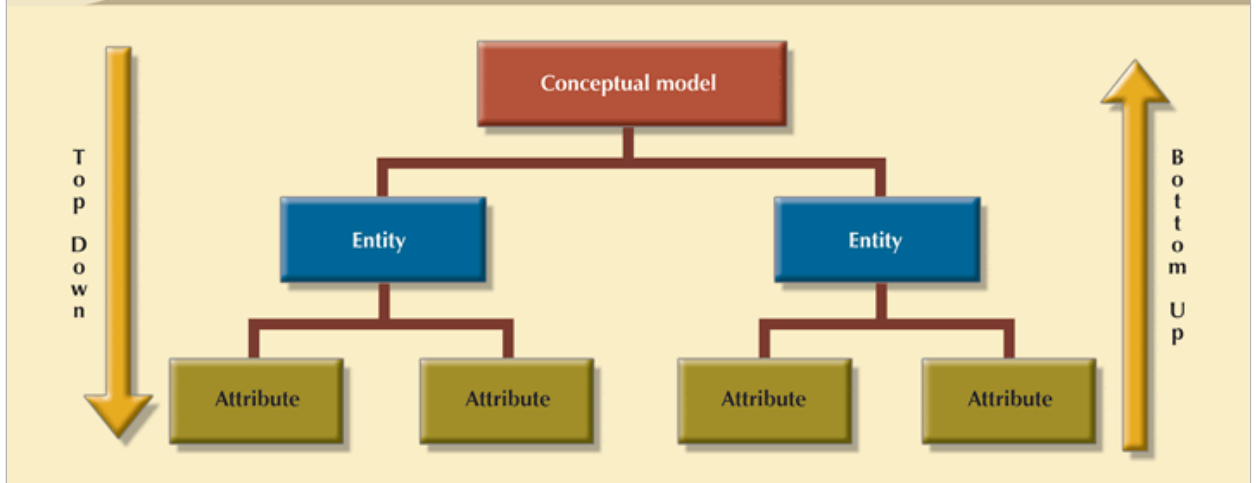 Conceptual model
Top Down
Bottom Up
Entity
Entity
Attribute
Attribute
Attribute
Attribute